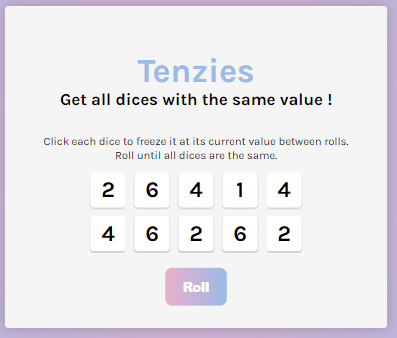 Tenzies
Get all dices with the same value !
Click each dice to freeze it at its current value between rolls.
Roll until all dices are the same.
2 6 4 1 4
4 6 2 6 2
Roll